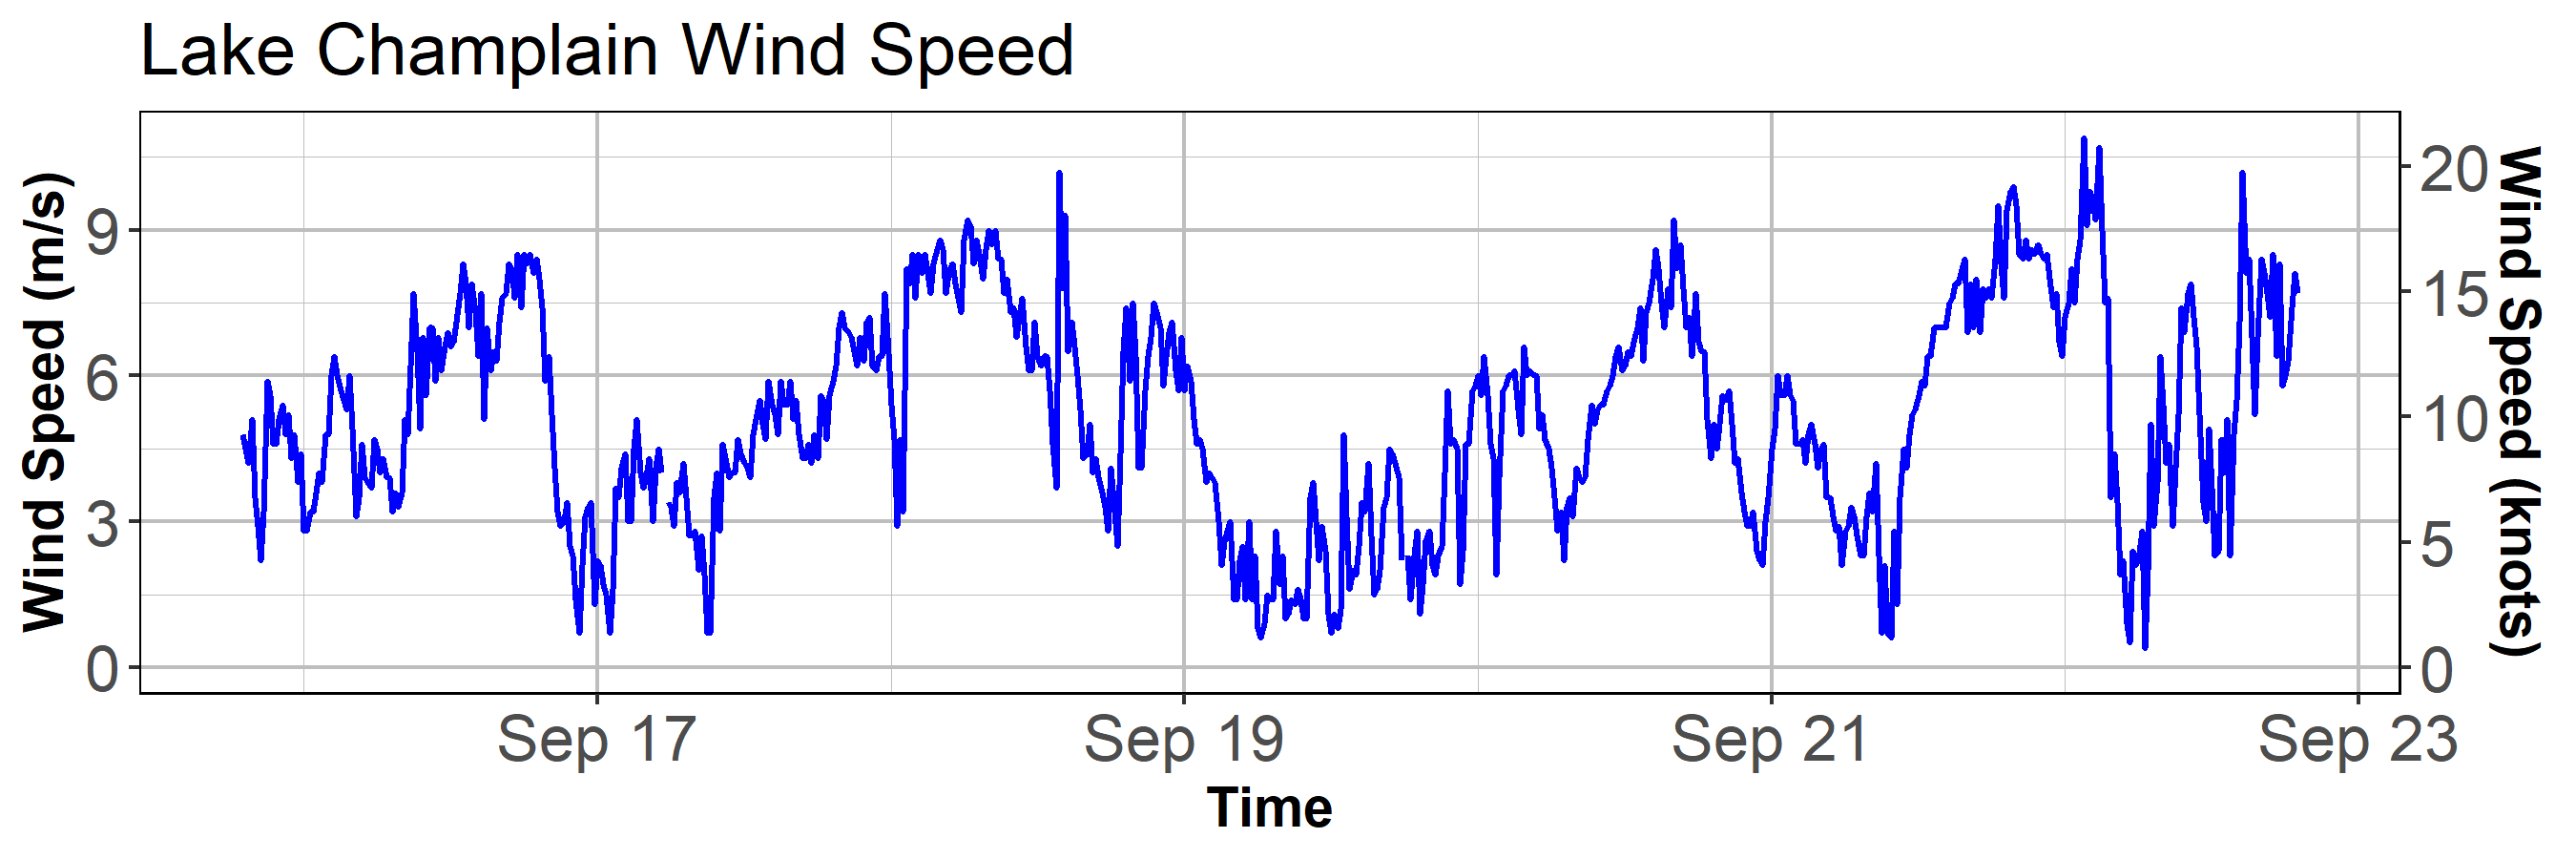 Lake Champlain Wind Speed
Wind Speed (m/s)
9
6
3
0
20
15
10
5
0
Wind Speed (knots)
Sep 17
Sep 19
Sep 21
Sep 23
Time